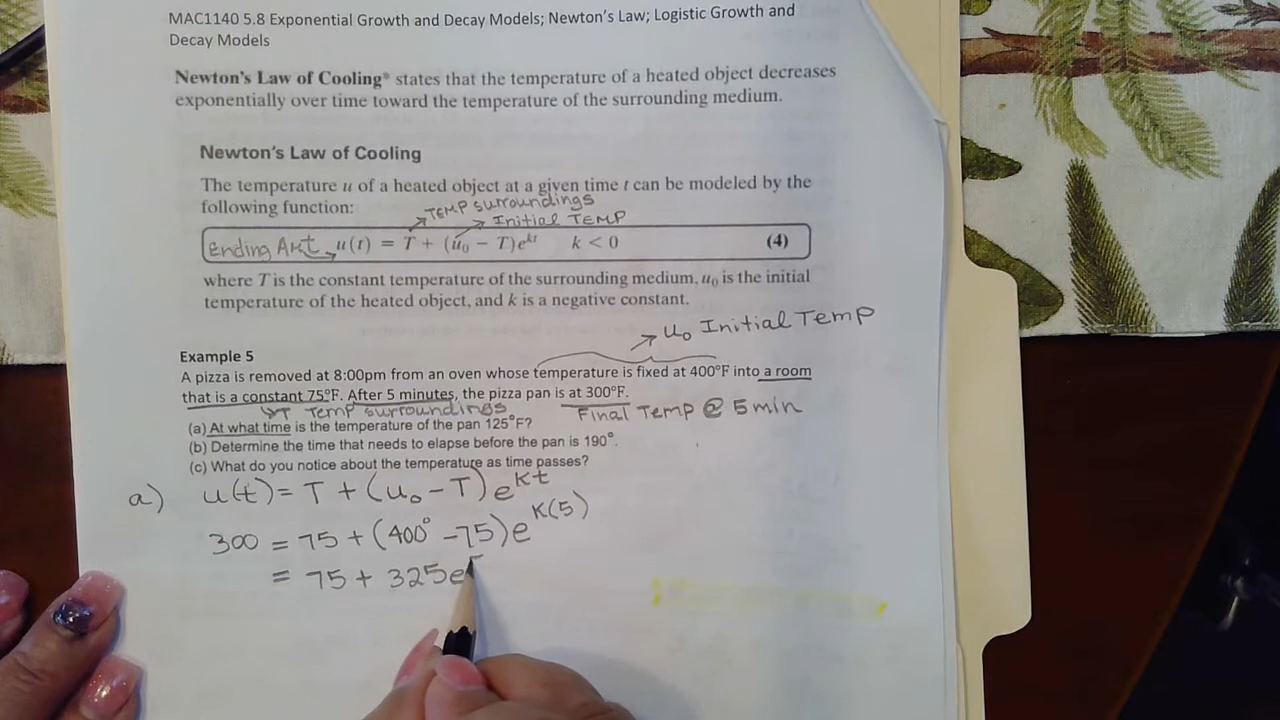 MAC1140 5.8 Exponential Growth and Decay Models; Newton's Law; Logistic Growth and
Decay Models
Newton's Law of Cooling* states that the temperature of a heated object decreases
exponentially over time toward the temperature of the surrounding medium.
Newton's Law of Cooling
The temperature u of a heated object at a given time t can be modeled by the
following function:
TEMP surroundings
Initial TEMP
Ending Amt u(t) = T + (u₀ − T)eᵏᵗ k < 0 (4)
where T is the constant temperature of the surrounding medium, u₀ is the initial
temperature of the heated object, and k is a negative constant.
u₀ Initial Temp
Example 5
A pizza is removed at 8:00pm from an oven whose temperature is fixed at 400°F into a room
that is a constant 75°F. After 5 minutes, the pizza pan is at 300°F.
T Temp surroundings
Final Temp @ 5 min
(a) At what time is the temperature of the pan 125°F?
(b) Determine the time that needs to elapse before the pan is 190°.
(c) What do you notice about the temperature as time passes?
a) u(t) = T + (u₀ − T) e^kt
300 = 75 + (400° − 75) e^k(5)
= 75 + 325e